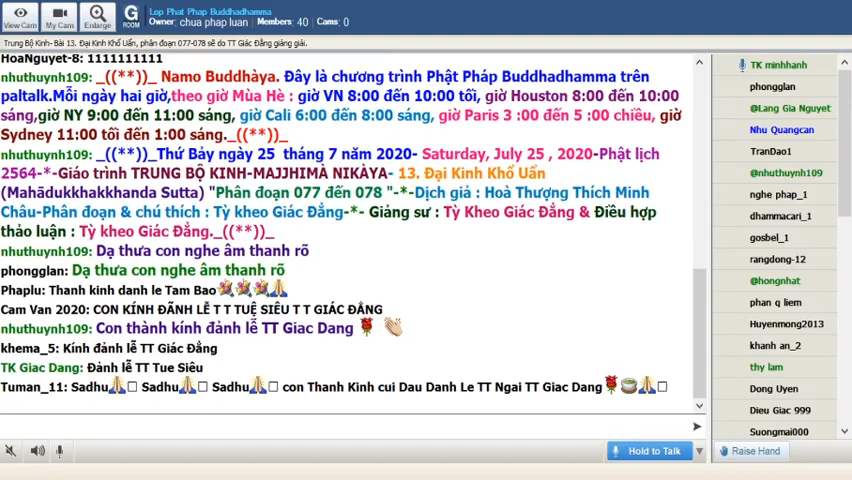 View Cam
My Cam
Enlarge
G
ROOM
Lop Phat Phap Buddhadhamma
Owner: chua phap luan Members: 40 Cams: 0
Trung Bộ Kinh- Bài 13. Đại Kinh Khổ Uẩn, phân đoạn 077-078 sẽ do TT Giác Đẳng giảng giải.
HoaNguyet-8: 1111111111
nhuthuynh109: _((**))_ Namo Buddhàya. Đây là chương trình Phật Pháp Buddhadhamma trên
paltalk.Mỗi ngày hai giờ,theo giờ Mùa Hè : giờ VN 8:00 đến 10:00 tối, giờ Houston 8:00 đến 10:00
sáng,giờ NY 9:00 đến 11:00 sáng, giờ Cali 6:00 đến 8:00 sáng, giờ Paris 3 :00 đến 5 :00 chiều, giờ
Sydney 11:00 tối đến 1:00 sáng._((**))_
nhuthuynh109: _((**))_Thứ Bảy ngày 25 tháng 7 năm 2020- Saturday, July 25 , 2020-Phật lịch
2564-*-Giáo trình TRUNG BỘ KINH-MAJJHIMÀ NIKÀYA- 13. Đại Kinh Khổ Uẩn
(Mahādukkhakkhanda Sutta) "Phân đoạn 077 đến 078 "-*-Dịch giả : Hoà Thượng Thích Minh
Châu-Phân đoạn & chú thích : Tỳ kheo Giác Đẳng-*- Giảng sư : Tỳ Kheo Giác Đẳng & Điều hợp
thảo luận : Tỳ kheo Giác Đẳng._((**))_
nhuthuynh109: Dạ thưa con nghe âm thanh rõ
phongglan: Dạ thưa con nghe âm thanh rõ
Phaplu: Thanh kinh danh le Tam Bao
Cam Van 2020: CON KÍNH ĐÃNH LỄ T T TUỆ SIÊU T T GIÁC ĐẲNG
nhuthuynh109: Con thành kính đảnh lễ TT Giac Dang
khema_5: Kính đảnh lễ TT Giác Đẳng
TK Giac Dang: Đảnh lễ TT Tue Siêu
Tuman_11: Sadhu Sadhu Sadhu con Thanh Kinh cui Dau Danh Le TT Ngai TT Giac Dang
Hold to Talk
TK minhhanh
phongglan
@Lang Gia Nguyet
Nhu Quangcan
TranDao1
@nhuthuynh109
nghe phap_1
dhammacari_1
gosbel_1
rangdong-12
@hongnhat
phan q liem
Huyenmong2013
khanh an_2
thy lam
Dong Uyen
Dieu Giac 999
Suongmai000
Raise Hand